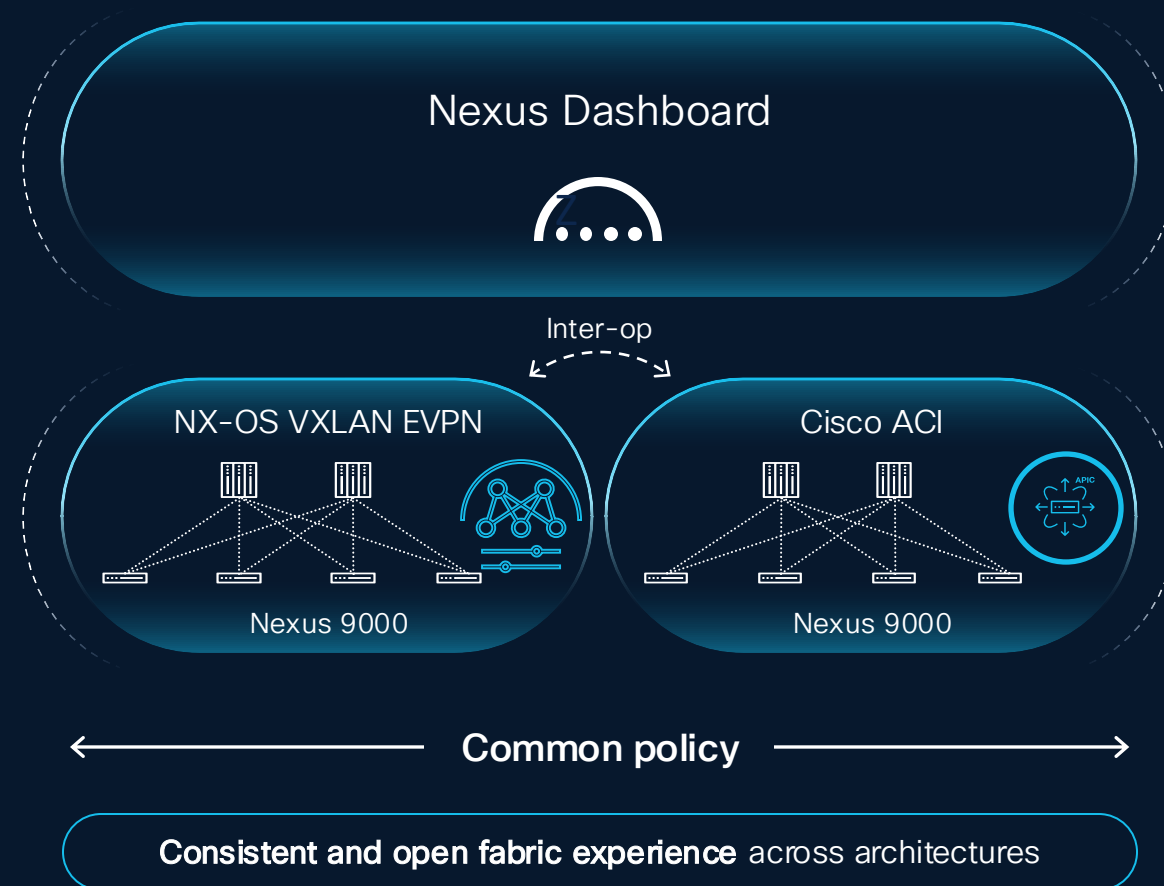 Nexus Dashboard
Z
Inter-op
NX-OS VXLAN EVPN
Cisco ACI
APIC
Nexus 9000
Nexus 9000
Common policy
Consistent and open fabric experience across architectures